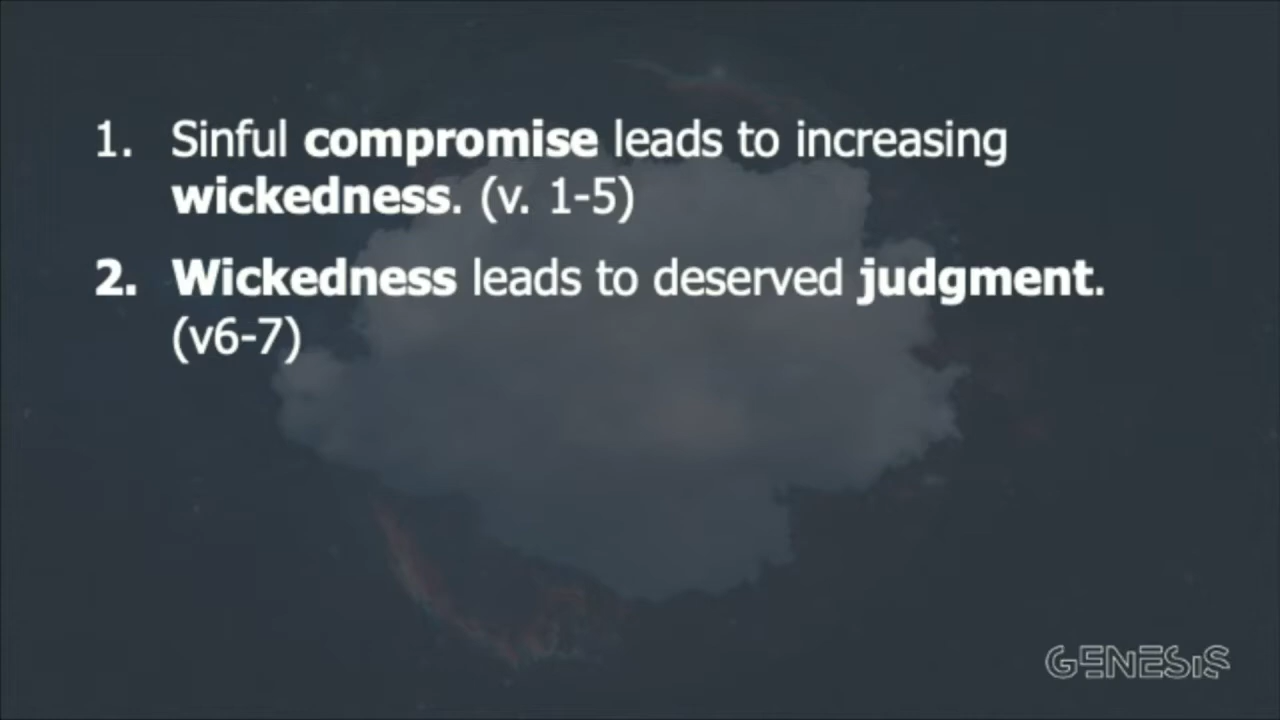 1. Sinful compromise leads to increasing
wickedness. (v. 1-5)
2. Wickedness leads to deserved judgment.
(v6-7)
GENESIS